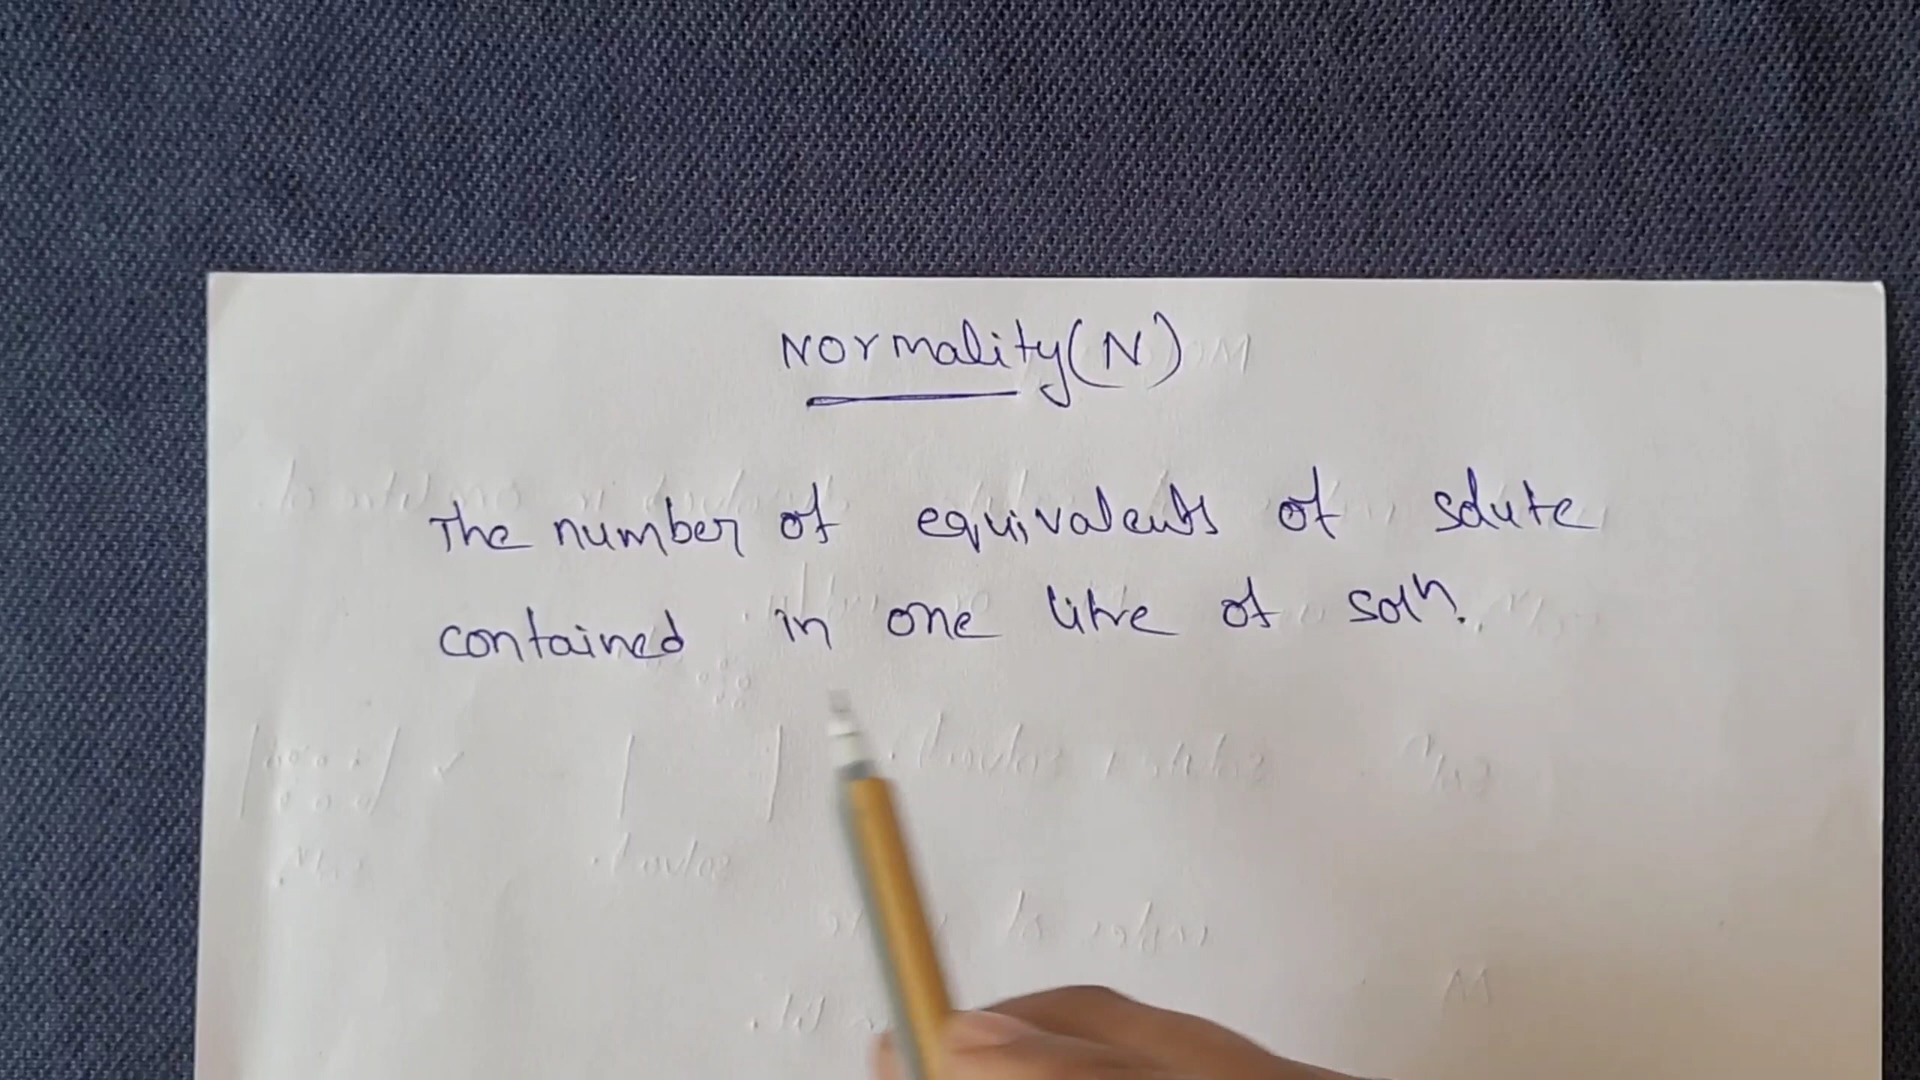 Normality (N)
The number of equivalents of solute
contained in one litre of soln.